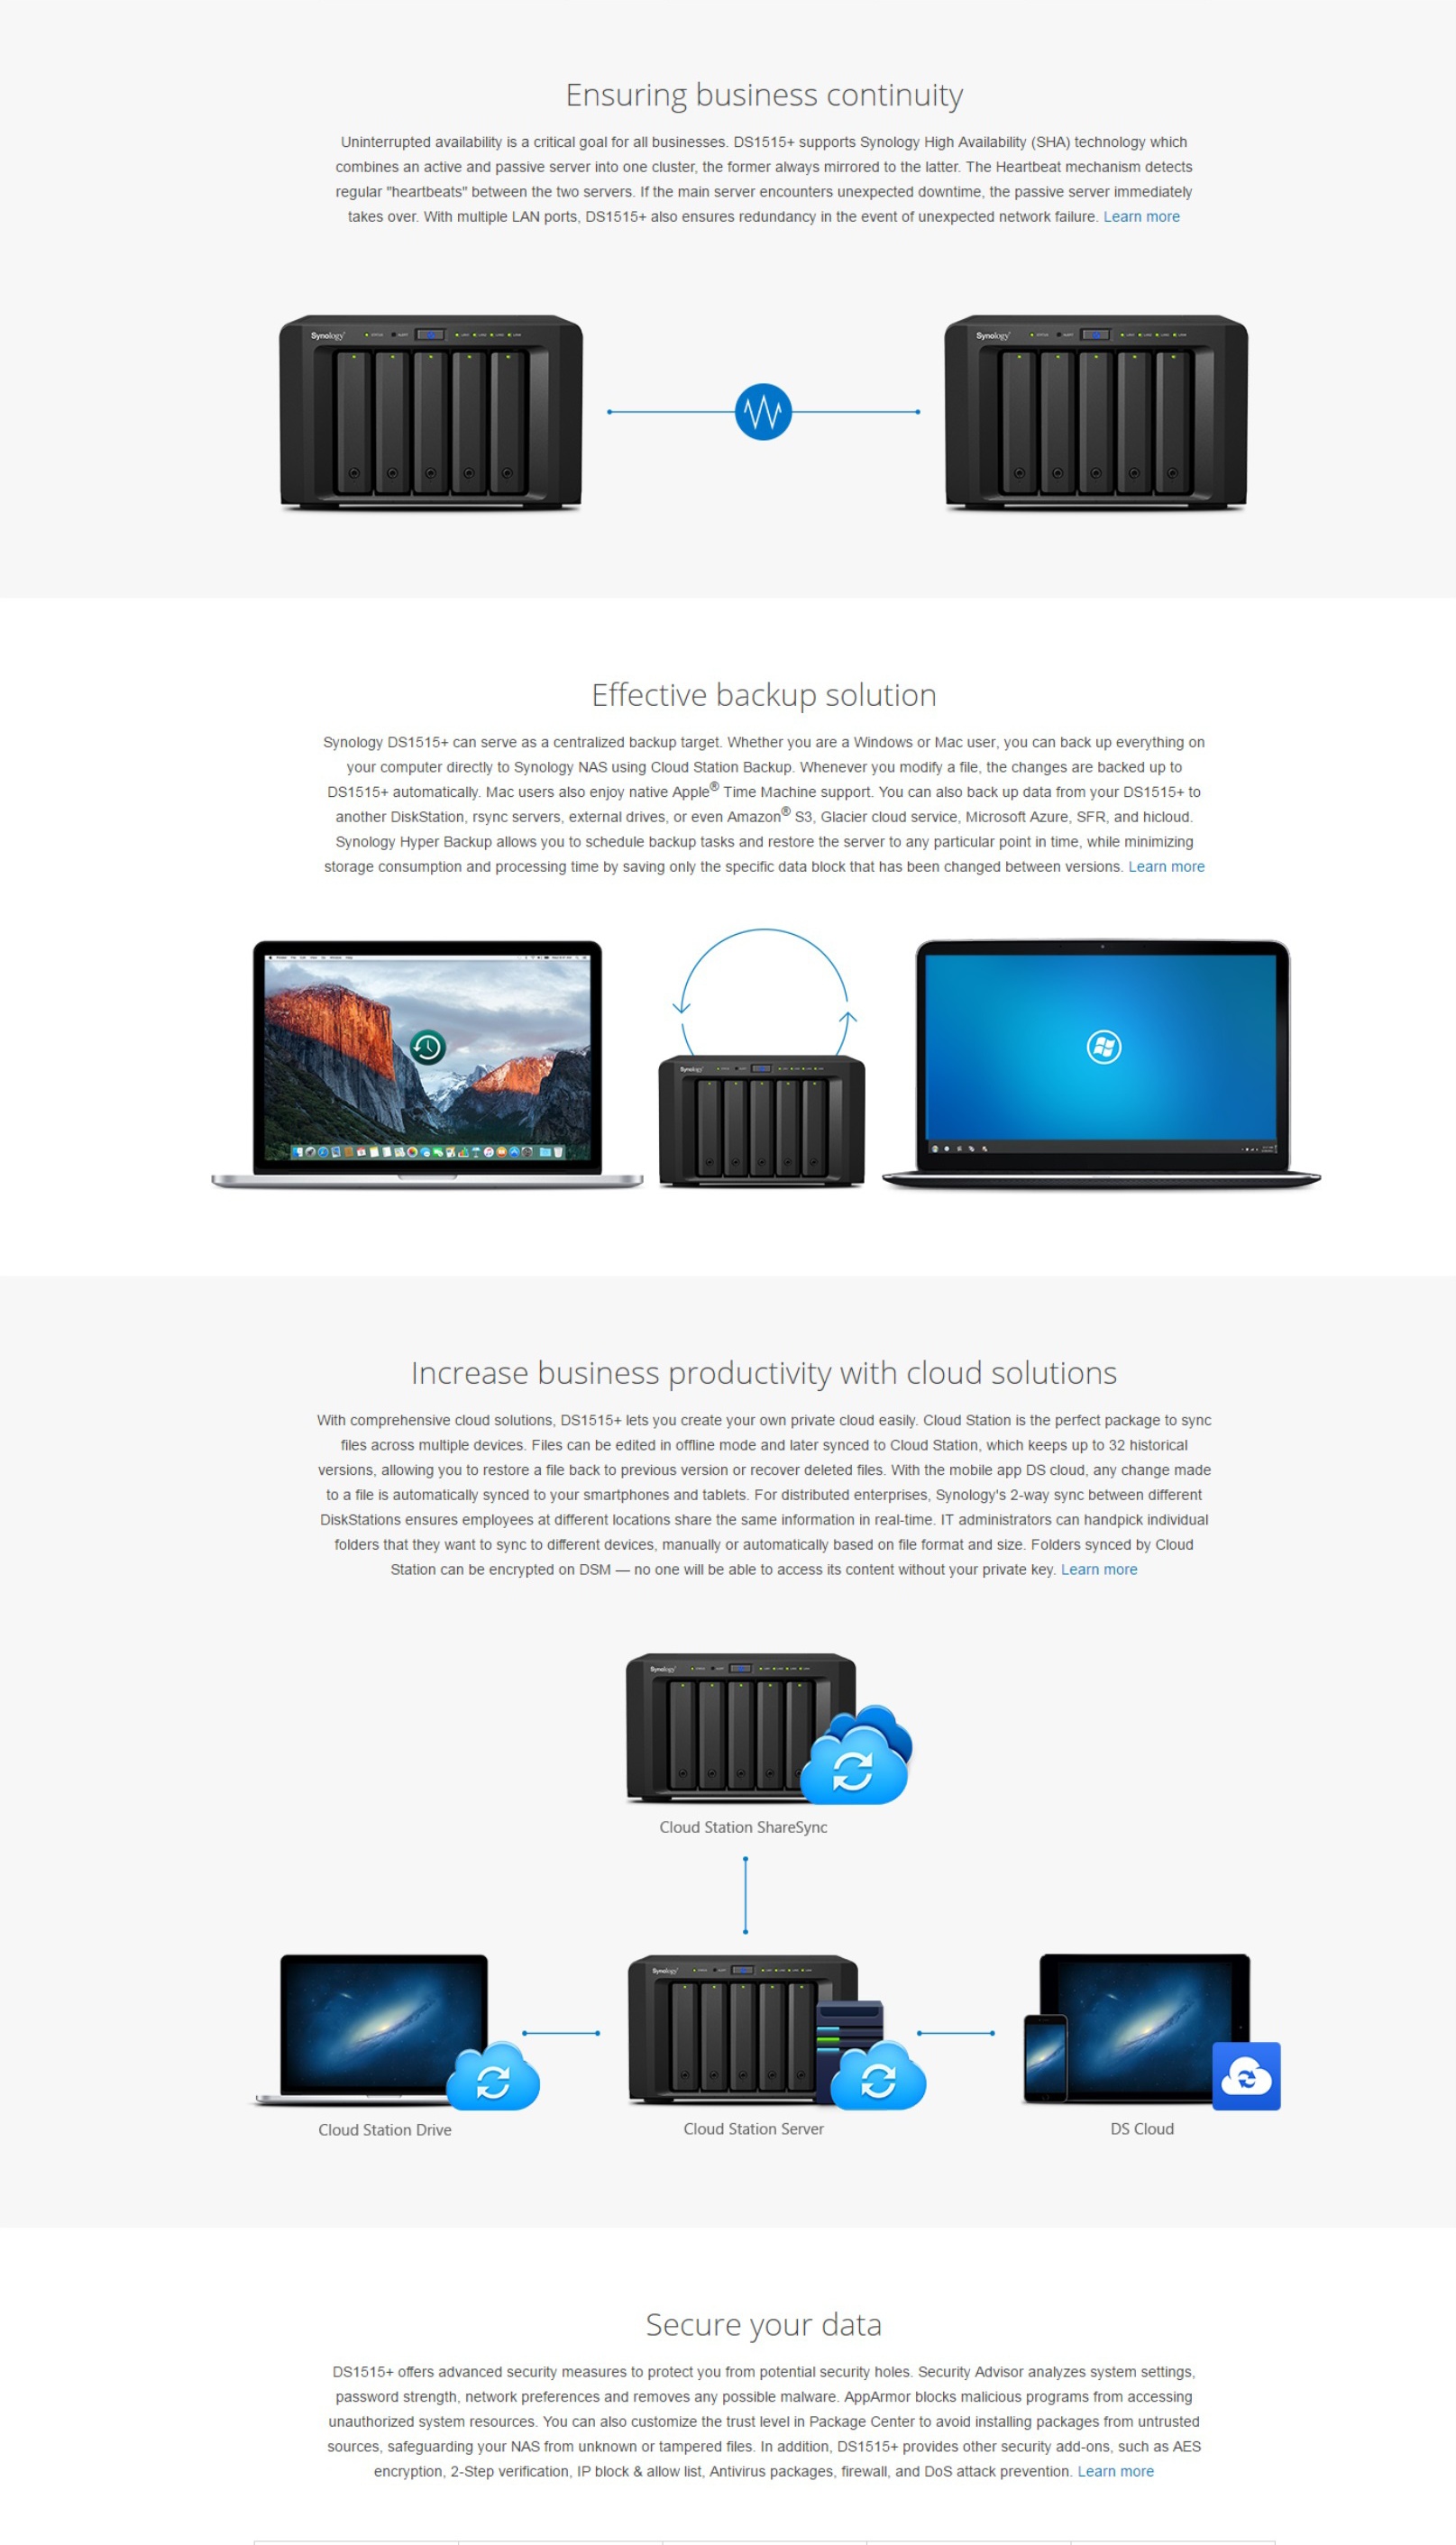 Ensuring business continuity
Uninterrupted availability is a critical goal for all businesses. DS1515+ supports Synology High Availability (SHA) technology which
combines an active and passive server into one cluster, the former always mirrored to the latter. The Heartbeat mechanism detects
regular "heartbeats" between the two servers. If the main server encounters unexpected downtime, the passive server immediately
takes over. With multiple LAN ports, DS1515+ also ensures redundancy in the event of unexpected network failure. Learn more
Synology
Synology
Effective backup solution
Synology DS1515+ can serve as a centralized backup target. Whether you are a Windows or Mac user, you can back up everything on
your computer directly to Synology NAS using Cloud Station Backup. Whenever you modify a file, the changes are backed up to
DS1515+ automatically. Mac users also enjoy native Apple® Time Machine support. You can also back up data from your DS1515+ to
another DiskStation, rsync servers, external drives, or even Amazon® S3, Glacier cloud service, Microsoft Azure, SFR, and hicloud.
Synology Hyper Backup allows you to schedule backup tasks and restore the server to any particular point in time, while minimizing
storage consumption and processing time by saving only the specific data block that has been changed between versions. Learn more
Synology
Increase business productivity with cloud solutions
With comprehensive cloud solutions, DS1515+ lets you create your own private cloud easily. Cloud Station is the perfect package to sync
files across multiple devices. Files can be edited in offline mode and later synced to Cloud Station, which keeps up to 32 historical
versions, allowing you to restore a file back to previous version or recover deleted files. With the mobile app DS cloud, any change made
to a file is automatically synced to your smartphones and tablets. For distributed enterprises, Synology's 2-way sync between different
DiskStations ensures employees at different locations share the same information in real-time. IT administrators can handpick individual
folders that they want to sync to different devices, manually or automatically based on file format and size. Folders synced by Cloud
Station can be encrypted on DSM — no one will be able to access its content without your private key. Learn more
Synology
Cloud Station ShareSync
Synology
Cloud Station Drive
Cloud Station Server
DS Cloud
Secure your data
DS1515+ offers advanced security measures to protect you from potential security holes. Security Advisor analyzes system settings,
password strength, network preferences and removes any possible malware. AppArmor blocks malicious programs from accessing
unauthorized system resources. You can also customize the trust level in Package Center to avoid installing packages from untrusted
sources, safeguarding your NAS from unknown or tampered files. In addition, DS1515+ provides other security add-ons, such as AES
encryption, 2-Step verification, IP block & allow list, Antivirus packages, firewall, and DoS attack prevention. Learn more